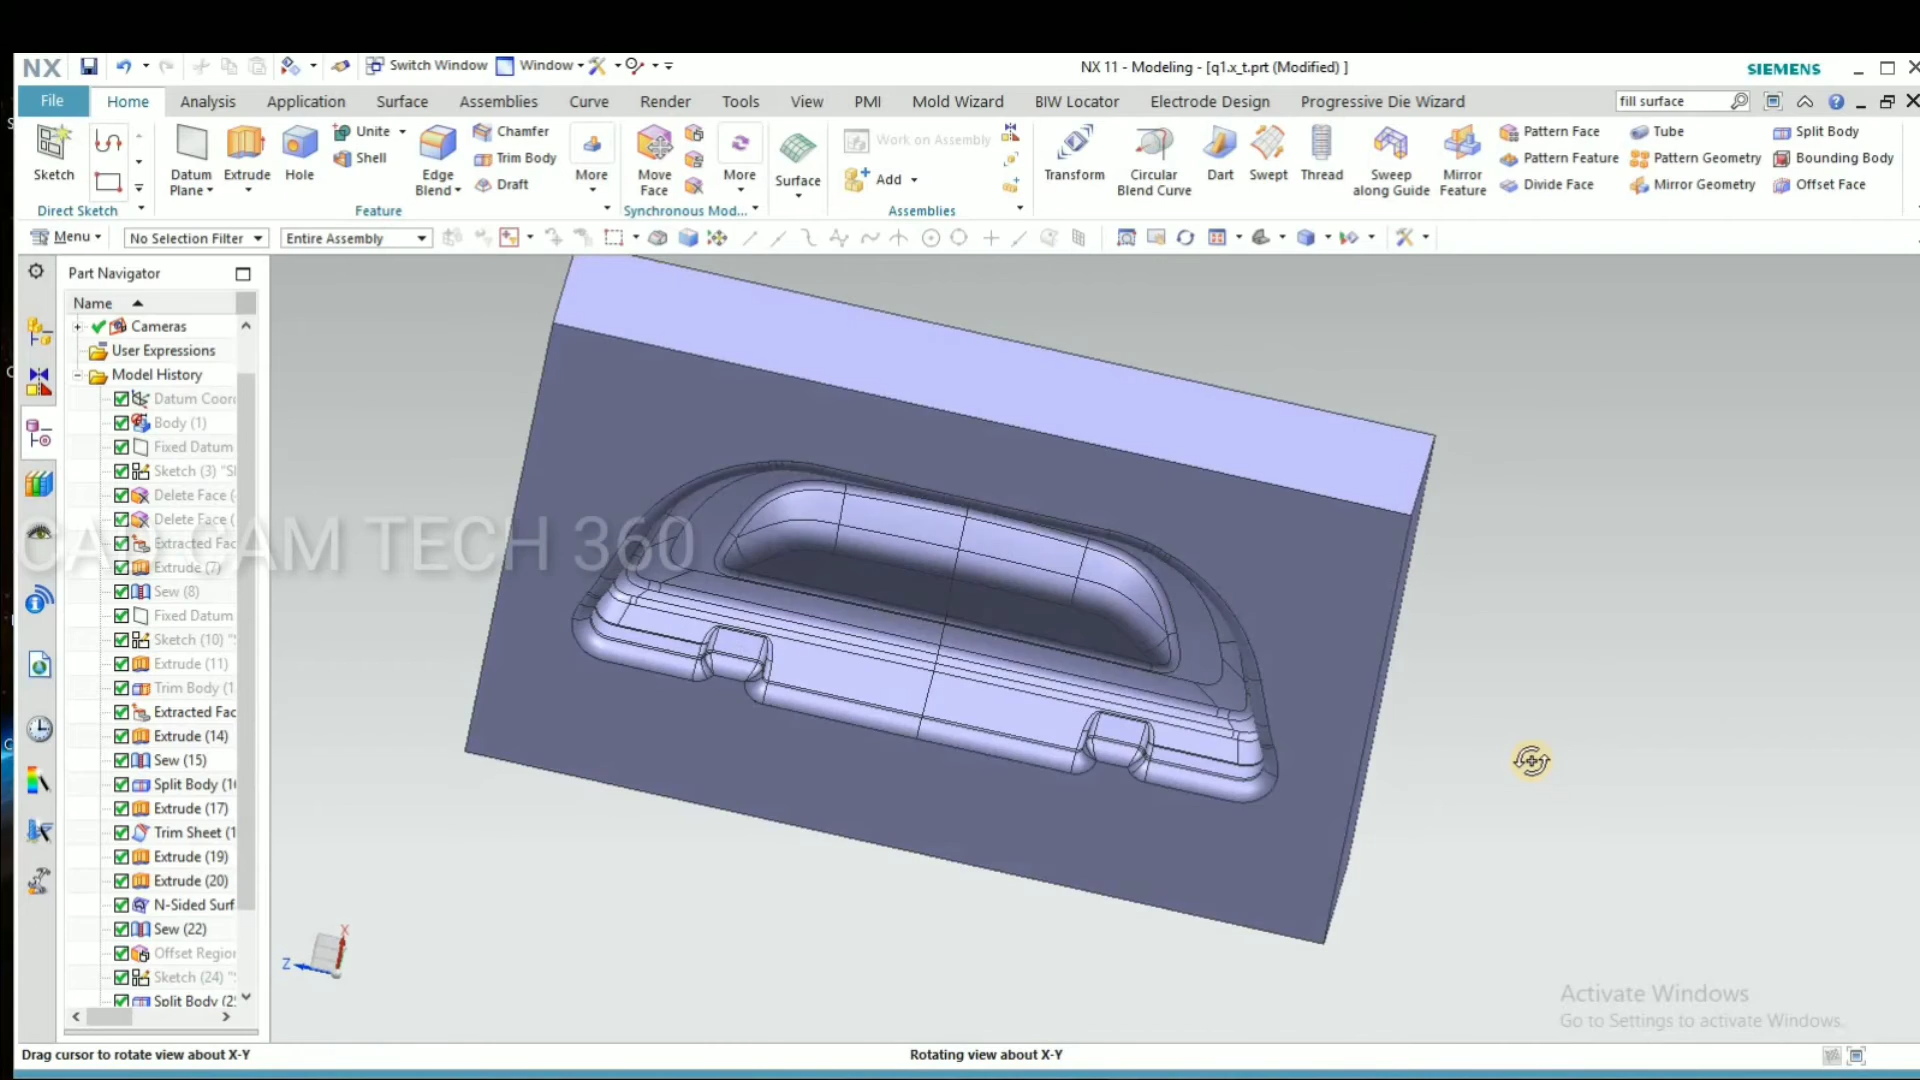 NX
Switch Window
Window
NX 11 - Modeling - [q1.x_t.prt (Modified) ]
SIEMENS
File
Home
Analysis
Application
Surface
Assemblies
Curve
Render
Tools
View
PMI
Mold Wizard
BIW Locator
Electrode Design
Progressive Die Wizard
fill surface
Sketch
Direct Sketch
Datum
Plane
Extrude
Hole
Unite
Shell
Edge
Blend
Chamfer
Trim Body
Draft
More
Feature
Move
Face
More
Synchronous Mod...
Surface
Work on Assembly
Add
Assemblies
Transform
Circular
Blend Curve
Dart
Swept
Thread
Sweep
along Guide
Mirror
Feature
Pattern Face
Pattern Feature
Divide Face
Tube
Pattern Geometry
Mirror Geometry
Split Body
Bounding Body
Offset Face
Menu
No Selection Filter
Entire Assembly
Part Navigator
Name
Cameras
User Expressions
Model History
Datum Coor
Body (1)
Fixed Datum
Sketch (3) "S
Delete Face (
Delete Face (
Extracted Fac
Extrude (7)
Sew (8)
Fixed Datum
Sketch (10) "
Extrude (11)
Trim Body (1
Extracted Fac
Extrude (14)
Sew (15)
Split Body (1
Extrude (17)
Trim Sheet (1
Extrude (19)
Extrude (20)
N-Sided Surf
Sew (22)
Offset Region
Sketch (24) "
Split Body (2
CAD CAM TECH 360
X
Z
Activate Windows
Go to Settings to activate Windows.
Drag cursor to rotate view about X-Y
Rotating view about X-Y